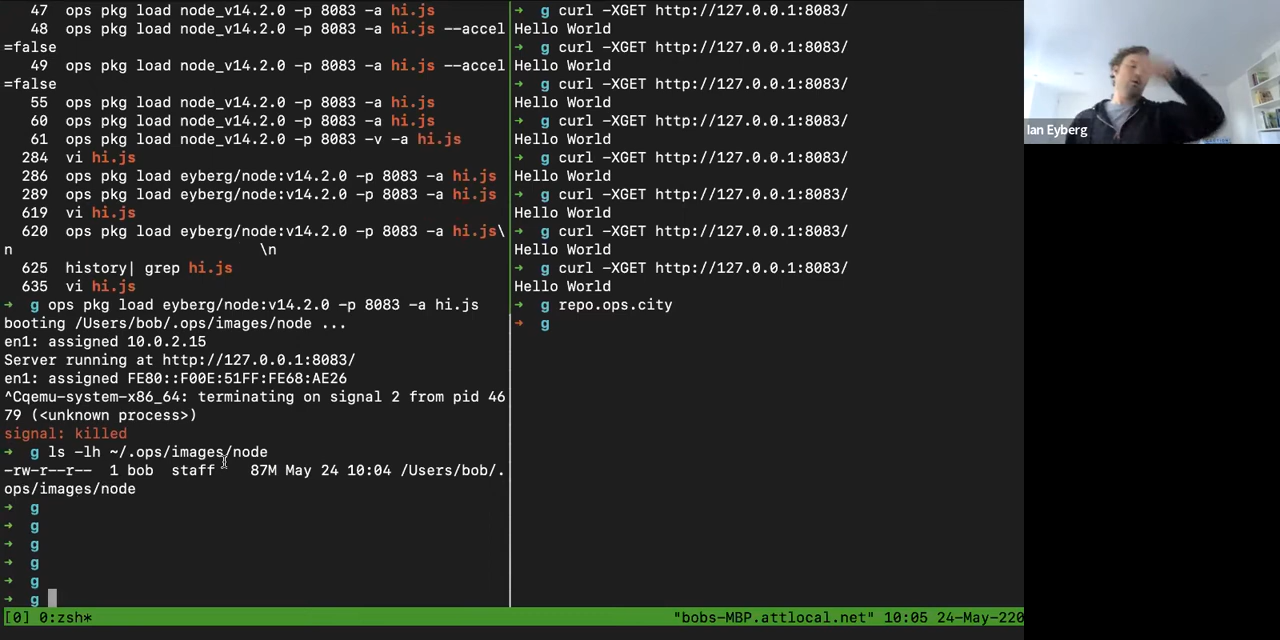 47  ops pkg load node_v14.2.0 -p 8083 -a hi.js
48  ops pkg load node_v14.2.0 -p 8083 -a hi.js --accel
=false
49  ops pkg load node_v14.2.0 -p 8083 -a hi.js --accel
=false
55  ops pkg load node_v14.2.0 -p 8083 -a hi.js
60  ops pkg load node_v14.2.0 -p 8083 -a hi.js
61  ops pkg load node_v14.2.0 -p 8083 -v -a hi.js
284  vi hi.js
286  ops pkg load eyberg/node:v14.2.0 -p 8083 -a hi.js
289  ops pkg load eyberg/node:v14.2.0 -p 8083 -a hi.js
619  vi hi.js
620  ops pkg load eyberg/node:v14.2.0 -p 8083 -a hi.js\
n                            \n
625  history| grep hi.js
635  vi hi.js
➜  g ops pkg load eyberg/node:v14.2.0 -p 8083 -a hi.js
booting /Users/bob/.ops/images/node ...
en1: assigned 10.0.2.15
Server running at http://127.0.0.1:8083/
en1: assigned FE80::F00E:51FF:FE68:AE26
^Cqemu-system-x86_64: terminating on signal 2 from pid 46
79 (<unknown process>)
signal: killed
➜  g ls -lh ~/.ops/images/node
-rw-r--r--  1 bob  staff    87M May 24 10:04 /Users/bob/.
ops/images/node
➜  g
➜  g
➜  g
➜  g
➜  g
➜  g
➜  g curl -XGET http://127.0.0.1:8083/
Hello World
➜  g curl -XGET http://127.0.0.1:8083/
Hello World
➜  g curl -XGET http://127.0.0.1:8083/
Hello World
➜  g curl -XGET http://127.0.0.1:8083/
Hello World
➜  g curl -XGET http://127.0.0.1:8083/
Hello World
➜  g curl -XGET http://127.0.0.1:8083/
Hello World
➜  g curl -XGET http://127.0.0.1:8083/
Hello World
➜  g curl -XGET http://127.0.0.1:8083/
Hello World
➜  g repo.ops.city
➜  g
[0] 0:zsh* "bobs-MBP.attlocal.net" 10:05 24-May-220
Ian Eyberg